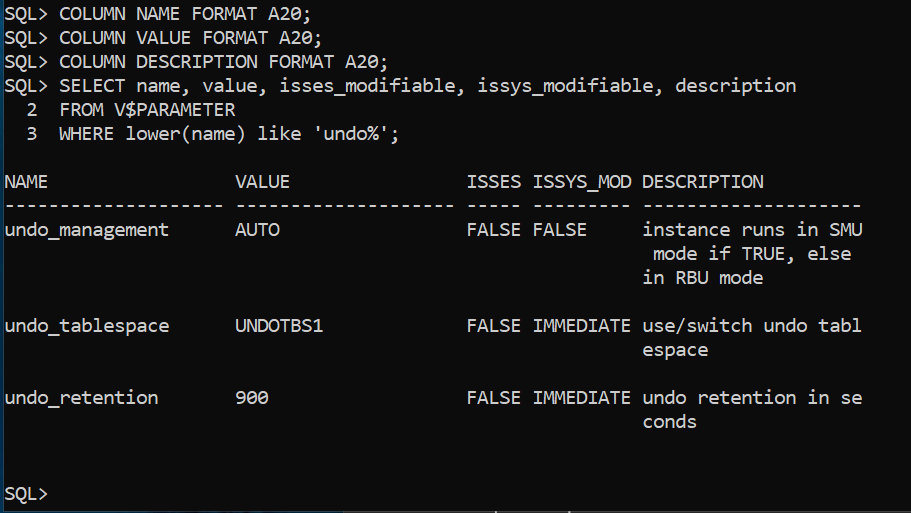 SQL> COLUMN NAME FORMAT A20;
SQL> COLUMN VALUE FORMAT A20;
SQL> COLUMN DESCRIPTION FORMAT A20;
SQL> SELECT name, value, isses_modifiable, issys_modifiable, description
  2  FROM V$PARAMETER
  3  WHERE lower(name) like 'undo%';

NAME                 VALUE                ISSES ISSYS_MOD DESCRIPTION
-------------------- -------------------- ----- --------- --------------------
undo_management      AUTO                 FALSE FALSE     instance runs in SMU
                                                           mode if TRUE, else
                                                          in RBU mode

undo_tablespace      UNDOTBS1             FALSE IMMEDIATE use/switch undo tabl
                                                          espace

undo_retention       900                  FALSE IMMEDIATE undo retention in se
                                                          conds

SQL>